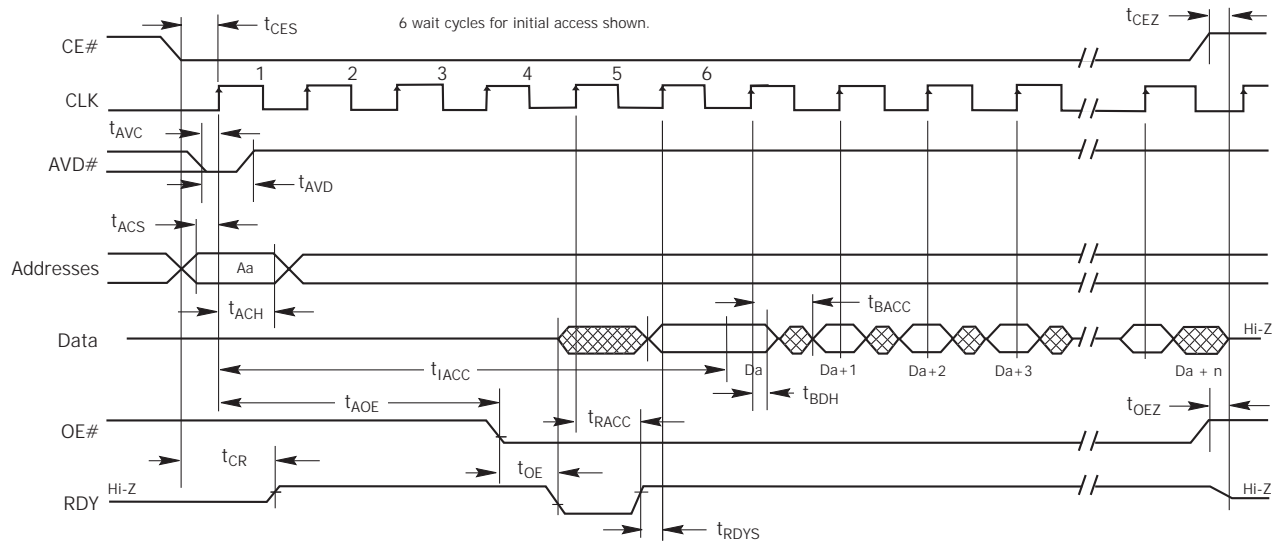 6 wait cycles for initial access shown.
tCES
tCEZ
CE#
1 2 3 4 5 6
CLK
tAVC
AVD#
tAVD
tACS
Addresses
Aa
tACH
tBACC
Data
Hi-Z
tIACC
Da
Da+1
Da+2
Da+3
Da + n
tBDH
tAOE
tRACC
tOEZ
OE#
tCR
tOE
Hi-Z
RDY
Hi-Z
tRDYS